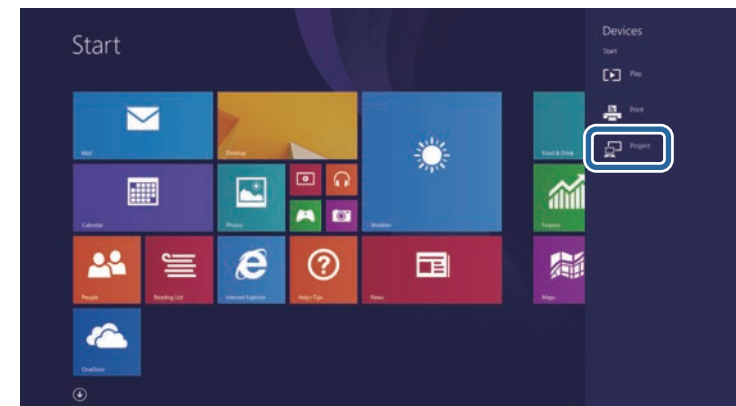 Start
Devices
Start
Play
Print
Project
Mail
Desktop
Food & Drink
Calendar
Photos
Weather
Finance
People
Reading List
Internet Explorer
Help+Tips
News
Maps
OneDrive